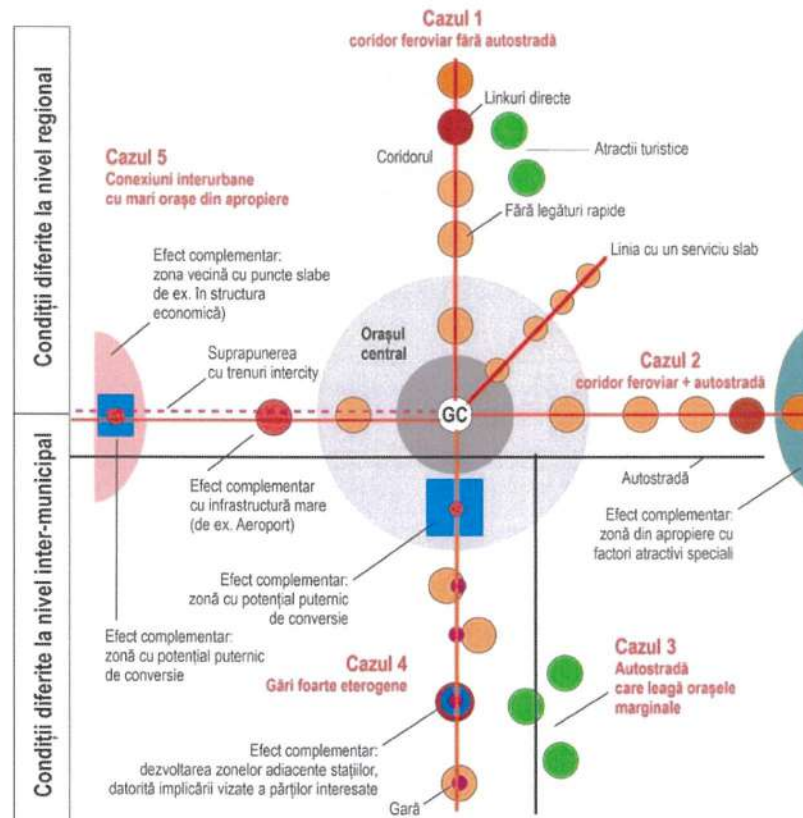 Condiții diferite la nivel regional
Condiții diferite la nivel inter-municipal
Cazul 1
coridor feroviar fără autostradă
Linkuri directe
Coridorul
Atractii turistice
Fără legături rapide
Linia cu un serviciu slab
Cazul 5
Conexiuni interurbane
cu mari orașe din apropiere
Efect complementar:
zona vecină cu puncte slabe
de ex. în structura
economică)
Suprapunerea
cu trenuri intercity
Orașul
central
GC
Cazul 2
coridor feroviar + autostradă
Autostradă
Efect complementar:
zonă din apropiere cu
factori atractivi speciali
Efect complementar
cu infrastructură mare
(de ex. Aeroport)
Efect complementar:
zonă cu potențial puternic
de conversie
Efect complementar:
zonă cu potențial puternic
de conversie
Cazul 4
Gări foarte eterogene
Cazul 3
Autostradă
care leagă orașele
marginale
Efect complementar:
dezvoltarea zonelor adiacente stațiilor,
datorită implicării vizate a părților interesate
Gară